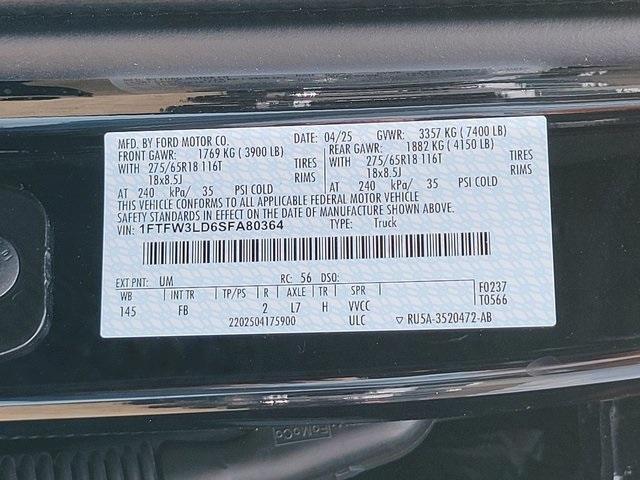 MFD. BY FORD MOTOR CO. DATE: 04/25 GVWR: 3357 KG ( 7400 LB)
FRONT GAWR: 1769 KG ( 3900 LB) REAR GAWR: 1882 KG ( 4150 LB)
WITH 275/65R18 116T TIRES WITH 275/65R18 116T TIRES
18x8.5J RIMS 18x8.5J RIMS
AT 240 kPa/ 35 PSI COLD AT 240 kPa/ 35 PSI COLD
THIS VEHICLE CONFORMS TO ALL APPLICABLE FEDERAL MOTOR VEHICLE
SAFETY STANDARDS IN EFFECT ON THE DATE OF MANUFACTURE SHOWN ABOVE.
VIN: 1FTFW3LD6SFA80364 TYPE: Truck
EXT PNT: UM RC: 56 DSO: F0237
WB INT TR TP/PS R AXLE TR SPR T0566
145 FB 2 L7 H VVCC
2202504175900 ULC ▽ RU5A-3520472-AB
FoMoCo